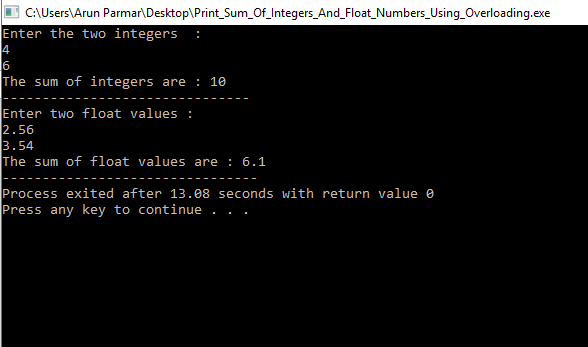 C:\Users\Arun Parmar\Desktop\Print_Sum_Of_Integers_And_Float_Numbers_Using_Overloading.exe
Enter the two integers  :
4
6
The sum of integers are : 10
-------------------------------
Enter two float values :
2.56
3.54
The sum of float values are : 6.1
--------------------------------
Process exited after 13.08 seconds with return value 0
Press any key to continue . . .